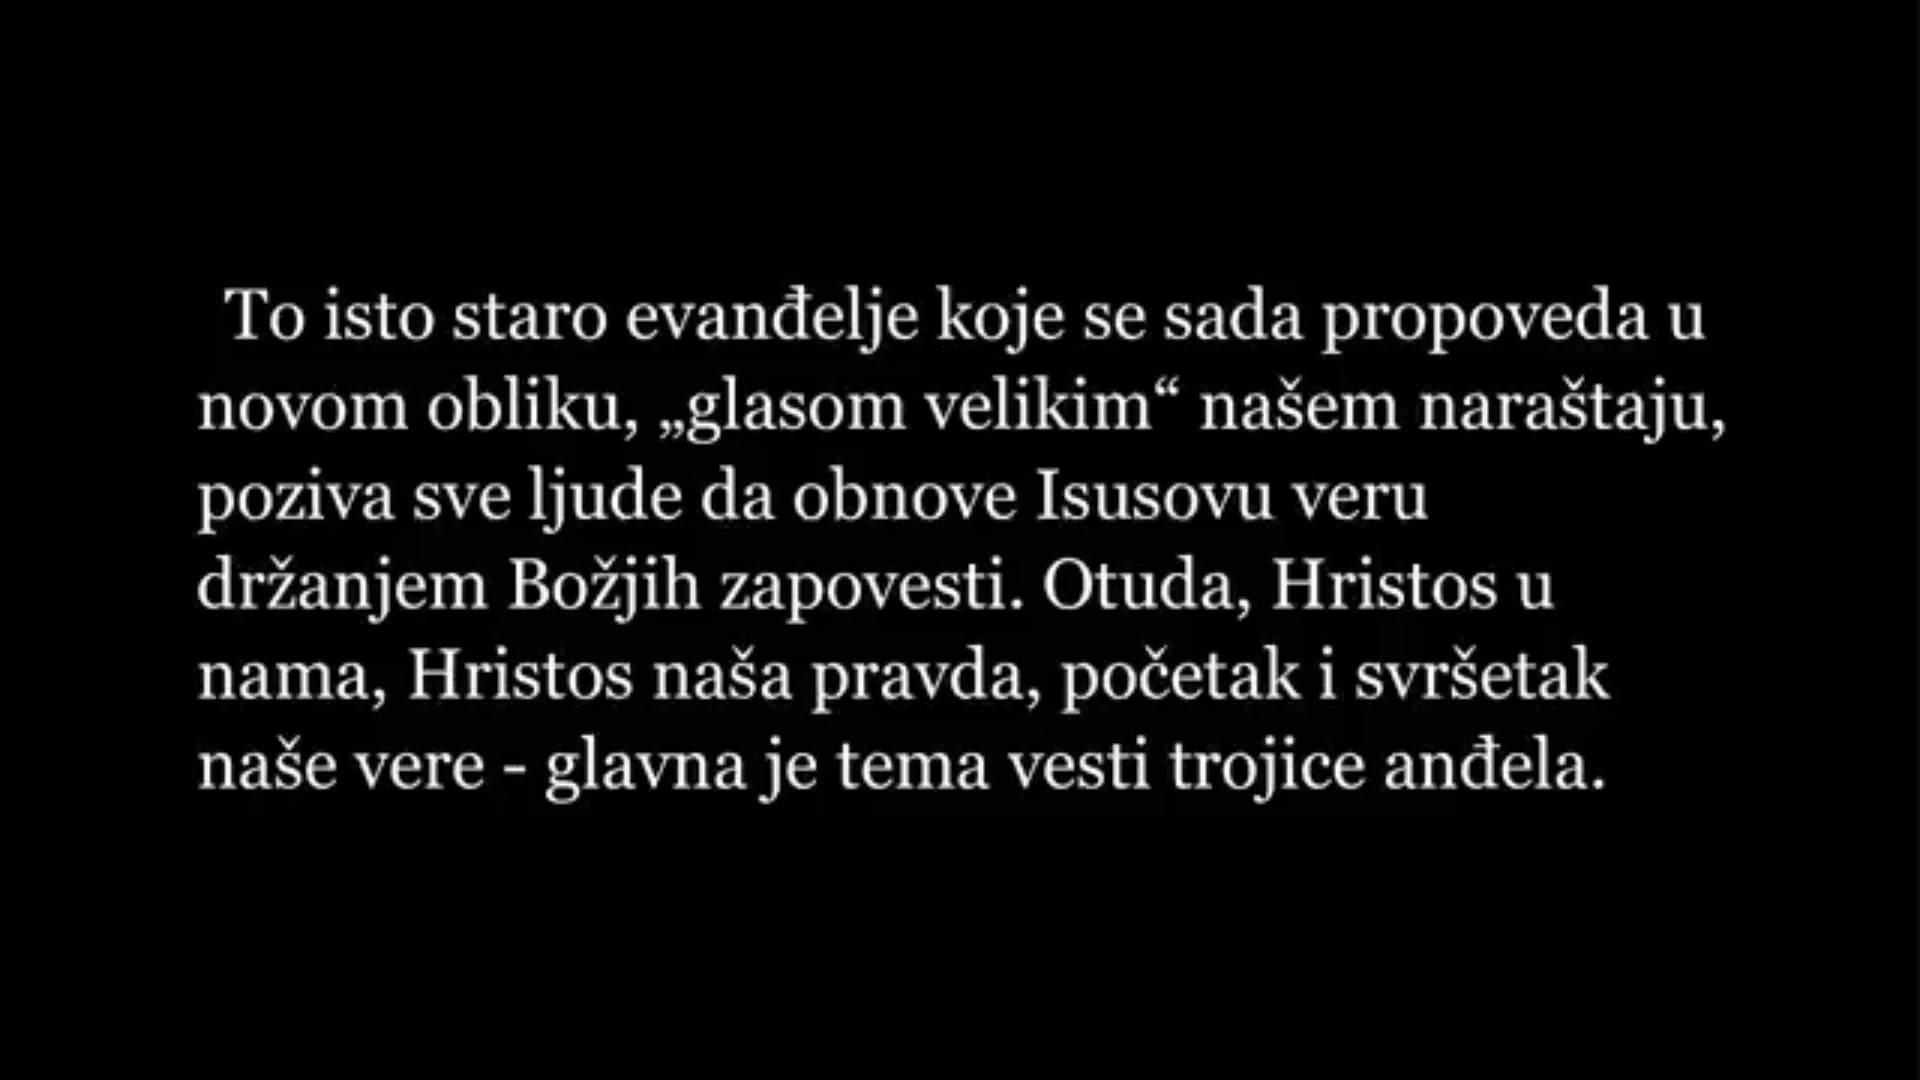 To isto staro evanđelje koje se sada propoveda u
novom obliku, „glasom velikim“ našem naraštaju,
poziva sve ljude da obnove Isusovu veru
držanjem Božjih zapovesti. Otuda, Hristos u
nama, Hristos naša pravda, početak i svršetak
naše vere - glavna je tema vesti trojice anđela.